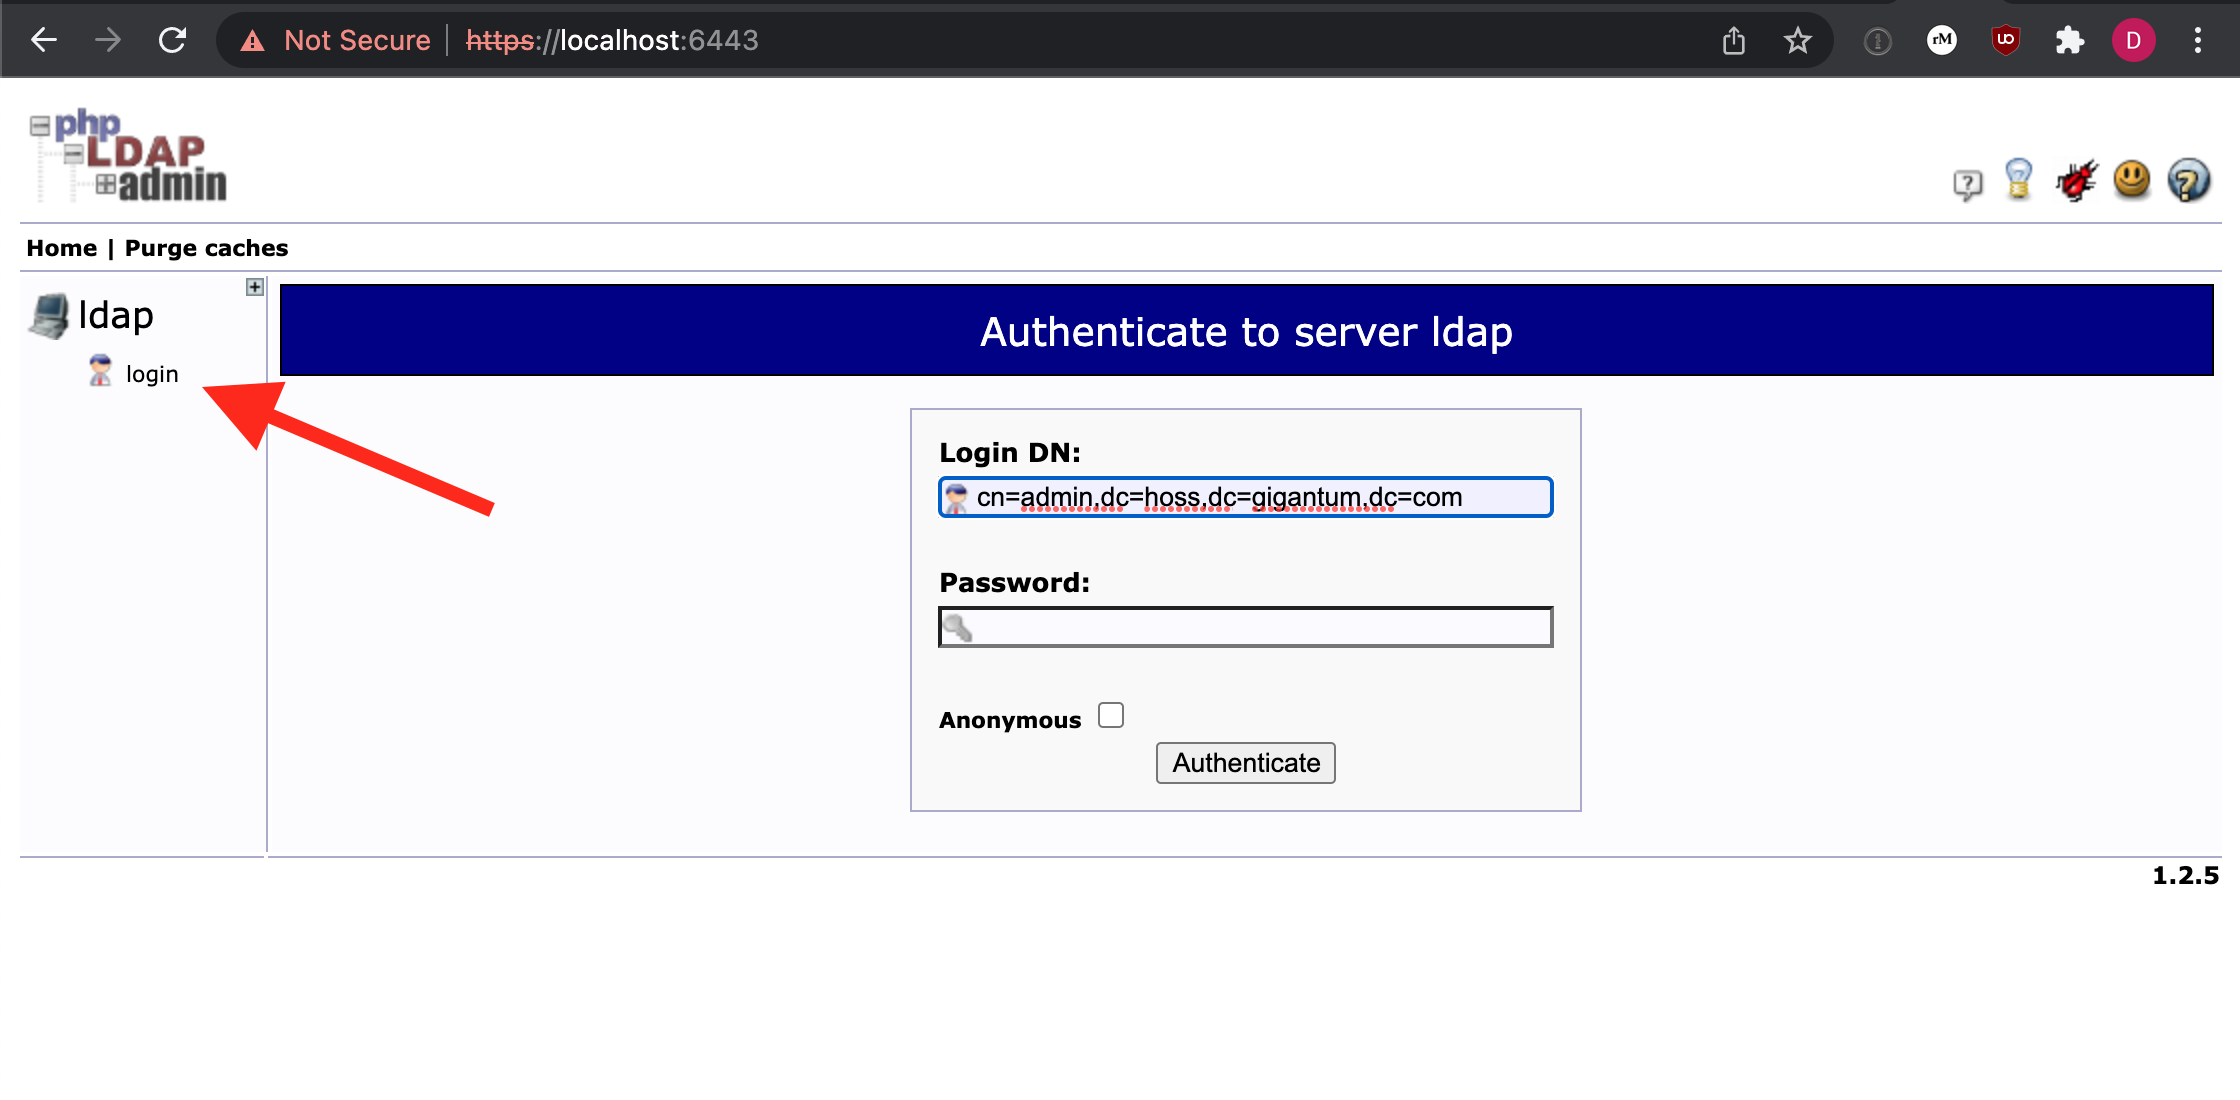 Not Secure | https://localhost:6443
rM
UO
D
php
LDAP
admin
Home | Purge caches
ldap
login
Authenticate to server ldap
Login DN:
cn=admin,dc=hoss,dc=gigantum,dc=com
Password:
Anonymous
Authenticate
1.2.5